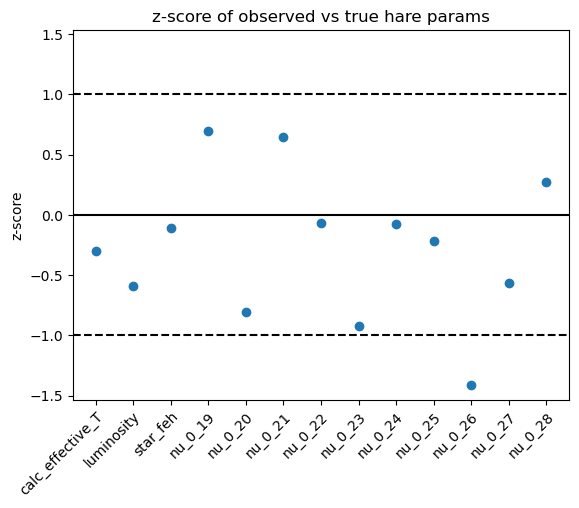 z-score of observed vs true hare params
1.5
1.0
0.5
0.0
−0.5
−1.0
−1.5
z-score
calc_effective_T
luminosity
star_feh
nu_0_19
nu_0_20
nu_0_21
nu_0_22
nu_0_23
nu_0_24
nu_0_25
nu_0_26
nu_0_27
nu_0_28